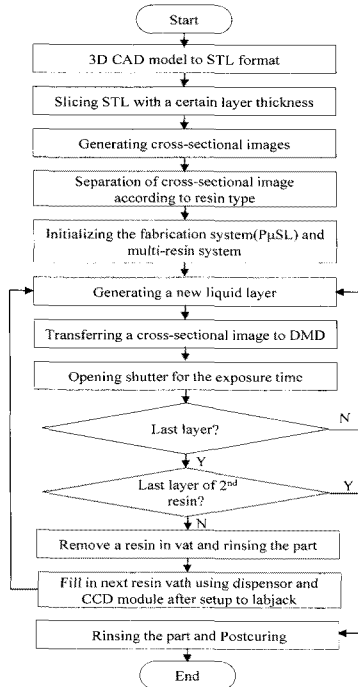 Start
3D CAD model to STL format
Slicing STL with a certain layer thickness
Generating cross-sectional images
Separation of cross-sectional image
according to resin type
Initializing the fabrication system(PμSL) and
multi-resin system
Generating a new liquid layer
Transferring a cross-sectional image to DMD
Opening shutter for the exposure time
Last layer?
N
Y
Last layer of 2nd
resin?
Y
N
Remove a resin in vat and rinsing the part
Fill in next resin vath using dispensor and
CCD module after setup to labjack
Rinsing the part and Postcuring
End